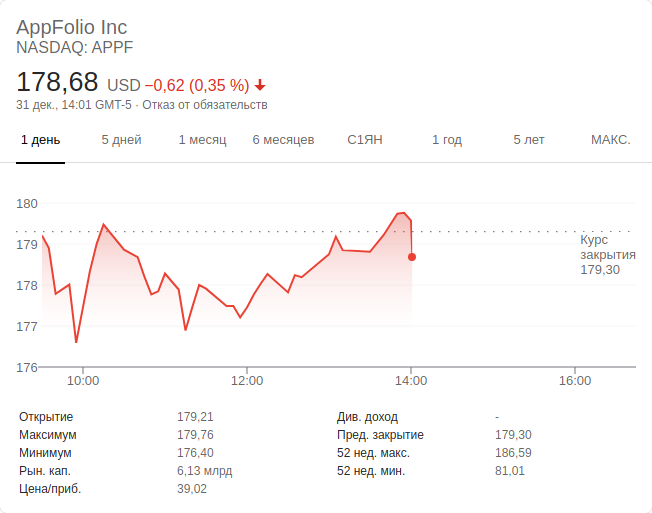 AppFolio Inc
NASDAQ: APPF
178,68 USD −0,62 (0,35 %)
31 дек., 14:01 GMT-5 · Отказ от обязательств
1 день 5 дней 1 месяц 6 месяцев С1ЯН 1 год 5 лет МАКС.
180
179
178
177
176
Курс
закрытия
179,30
10:00 12:00 14:00 16:00
Открытие 179,21 Див. доход -
Максимум 179,76 Пред. закрытие 179,30
Минимум 176,40 52 нед. макс. 186,59
Рын. кап. 6,13 млрд 52 нед. мин. 81,01
Цена/приб. 39,02